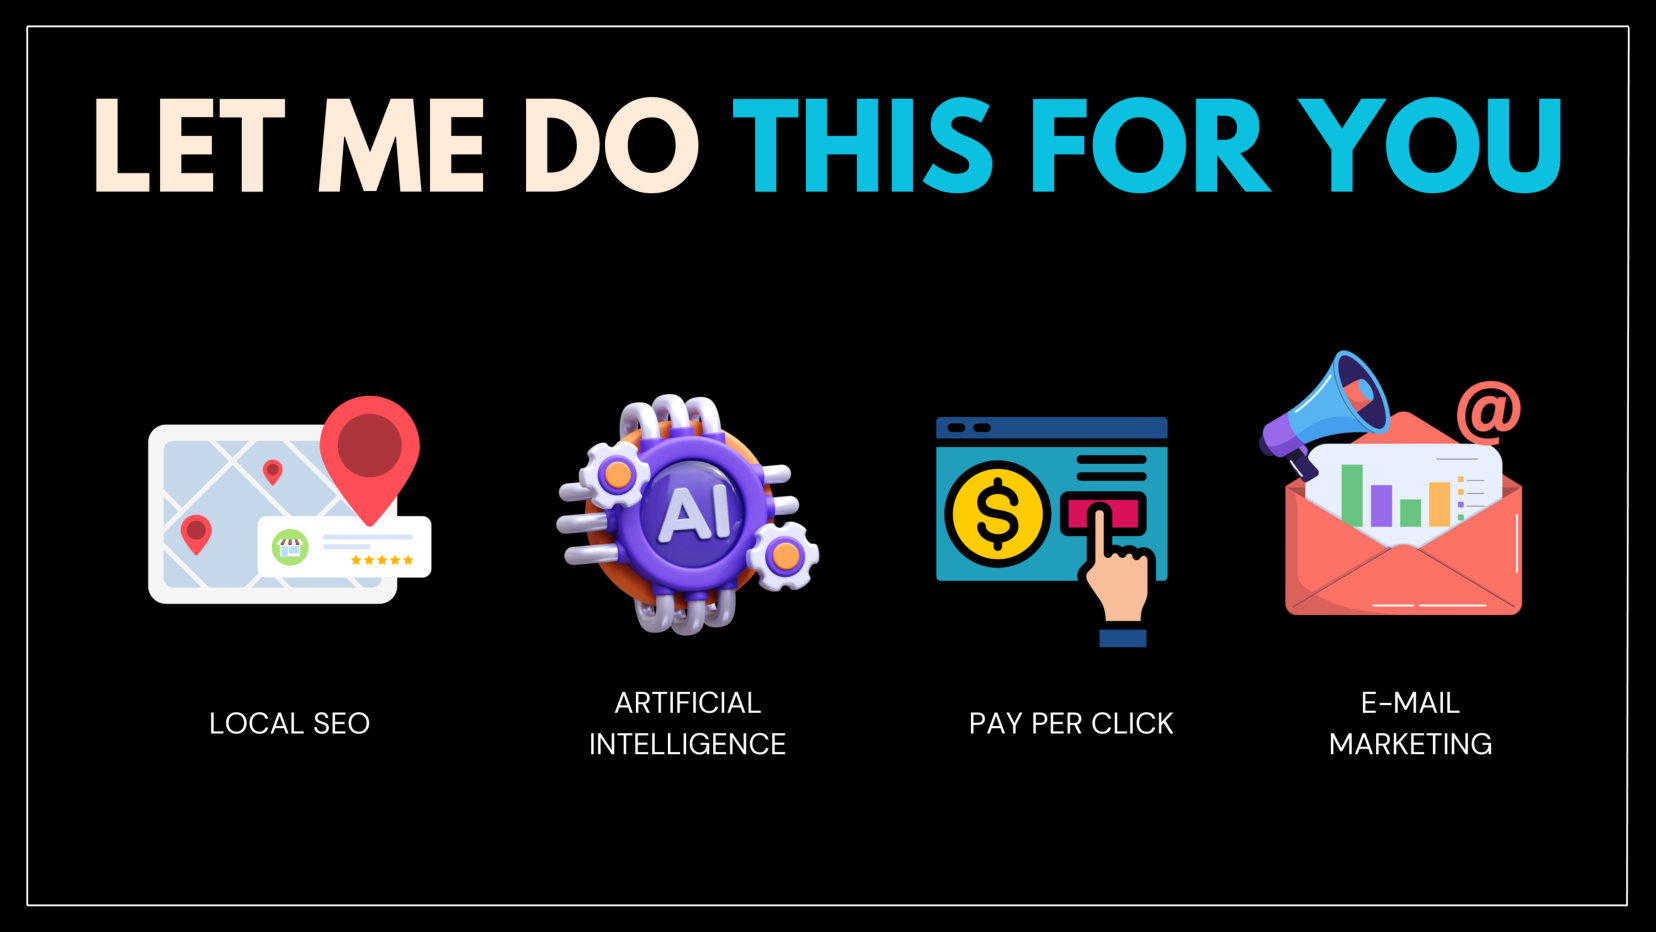 LET ME DO THIS FOR YOU
AI
$
@
LOCAL SEO
ARTIFICIAL
INTELLIGENCE
PAY PER CLICK
E-MAIL
MARKETING